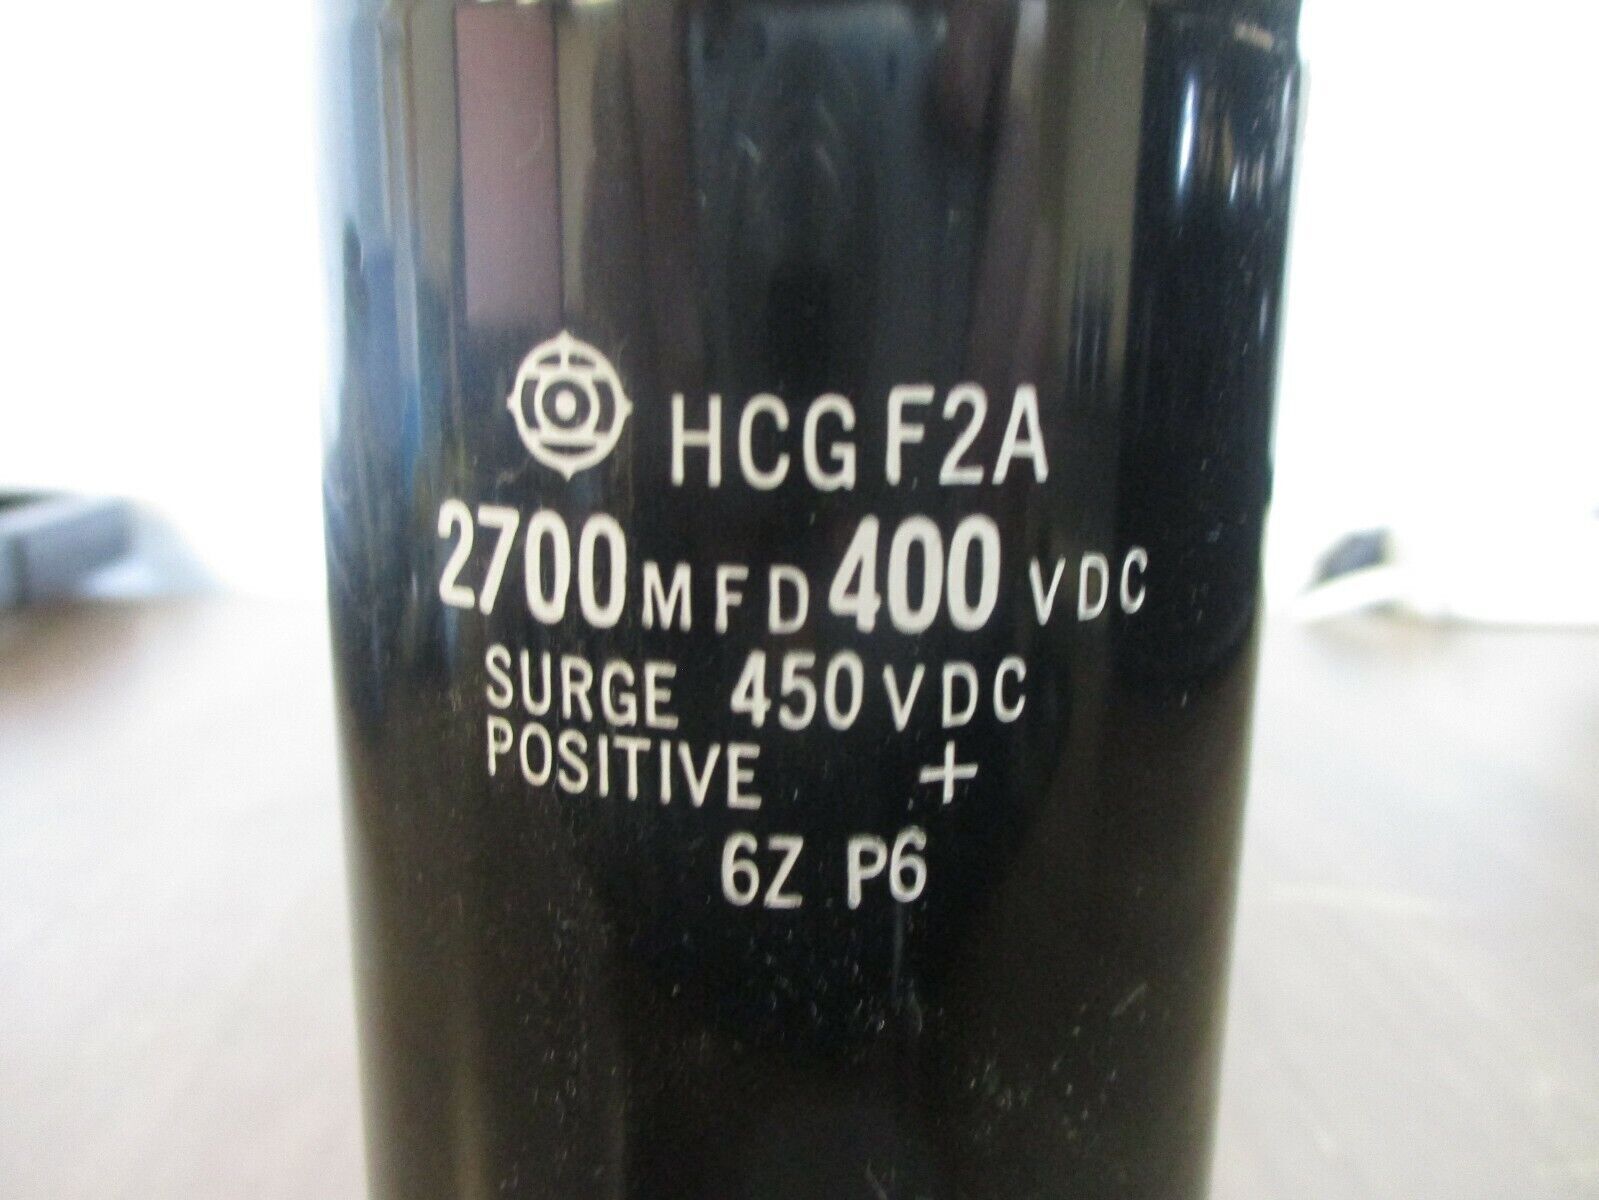 HCG F2A
2700 MFD 400 VDC
SURGE 450 VDC
POSITIVE +
6Z P6